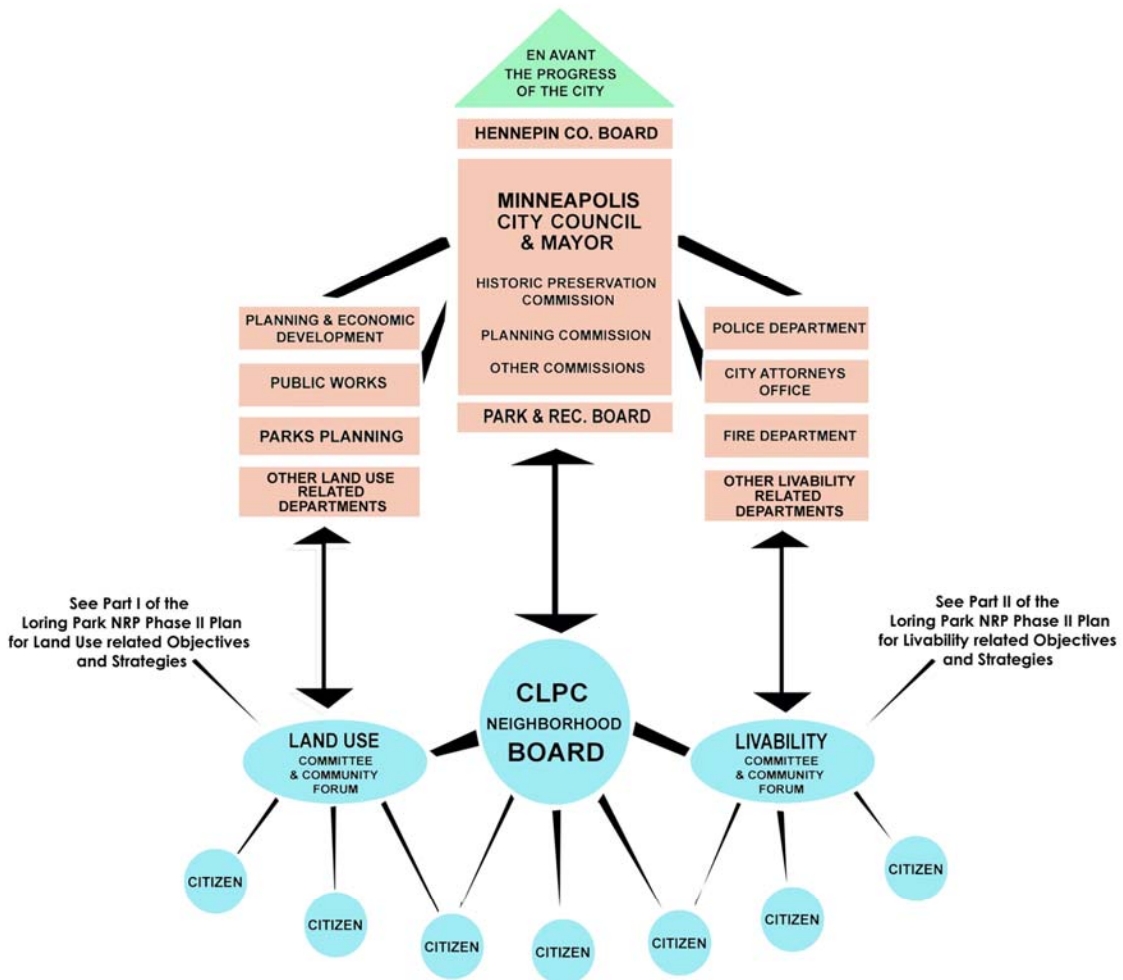 EN AVANT
THE PROGRESS
OF THE CITY
HENNEPIN CO. BOARD
MINNEAPOLIS
CITY COUNCIL
& MAYOR
HISTORIC PRESERVATION
COMMISSION
PLANNING COMMISSION
OTHER COMMISSIONS
PARK & REC. BOARD
PLANNING & ECONOMIC
DEVELOPMENT
PUBLIC WORKS
PARKS PLANNING
OTHER LAND USE
RELATED
DEPARTMENTS
POLICE DEPARTMENT
CITY ATTORNEYS
OFFICE
FIRE DEPARTMENT
OTHER LIVABILITY
RELATED
DEPARTMENTS
See Part I of the
Loring Park NRP Phase II Plan
for Land Use related Objectives
and Strategies
See Part II of the
Loring Park NRP Phase II Plan
for Livability related Objectives
and Strategies
LAND USE
COMMITTEE
& COMMUNITY
FORUM
CLPC
NEIGHBORHOOD
BOARD
LIVABILITY
COMMITTEE
& COMMUNITY
FORUM
CITIZEN
CITIZEN
CITIZEN
CITIZEN
CITIZEN
CITIZEN
CITIZEN